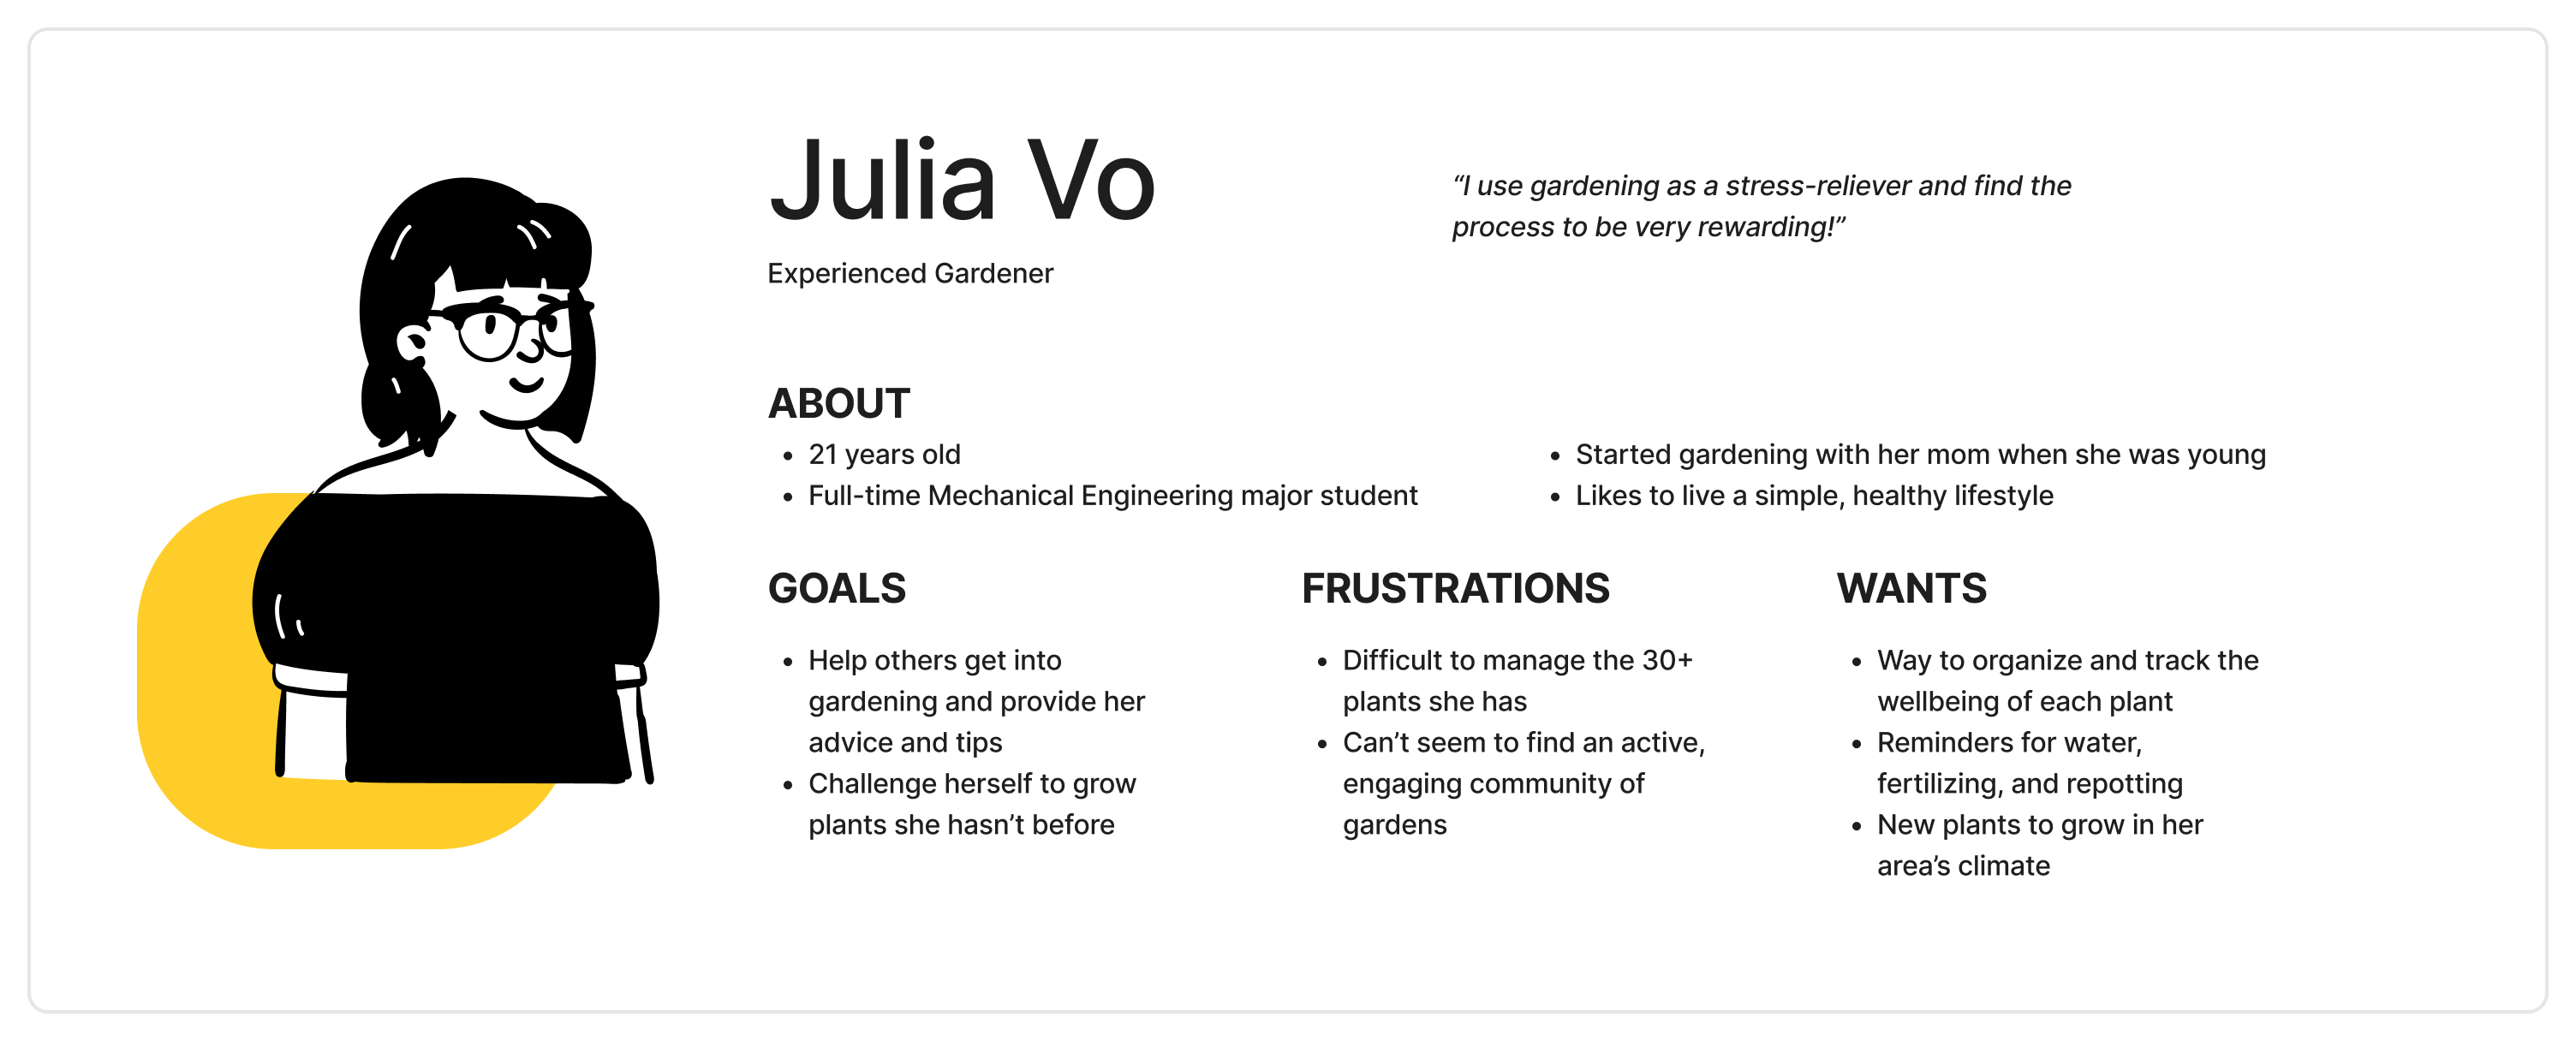 Julia Vo
Experienced Gardener
“I use gardening as a stress-reliever and find the
process to be very rewarding!”
ABOUT
• 21 years old
• Full-time Mechanical Engineering major student
• Started gardening with her mom when she was young
• Likes to live a simple, healthy lifestyle
GOALS
• Help others get into
gardening and provide her
advice and tips
• Challenge herself to grow
plants she hasn’t before
FRUSTRATIONS
• Difficult to manage the 30+
plants she has
• Can’t seem to find an active,
engaging community of
gardens
WANTS
• Way to organize and track the
wellbeing of each plant
• Reminders for water,
fertilizing, and repotting
• New plants to grow in her
area’s climate